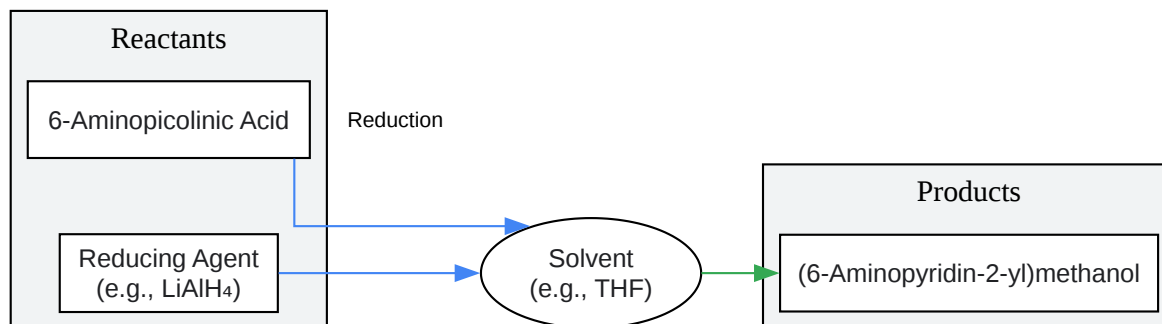 Reactants
6-Aminopicolinic Acid
Reduction
Products
Reducing Agent
(e.g., LiAlH₄)
Solvent
(e.g., THF)
(6-Aminopyridin-2-yl)methanol